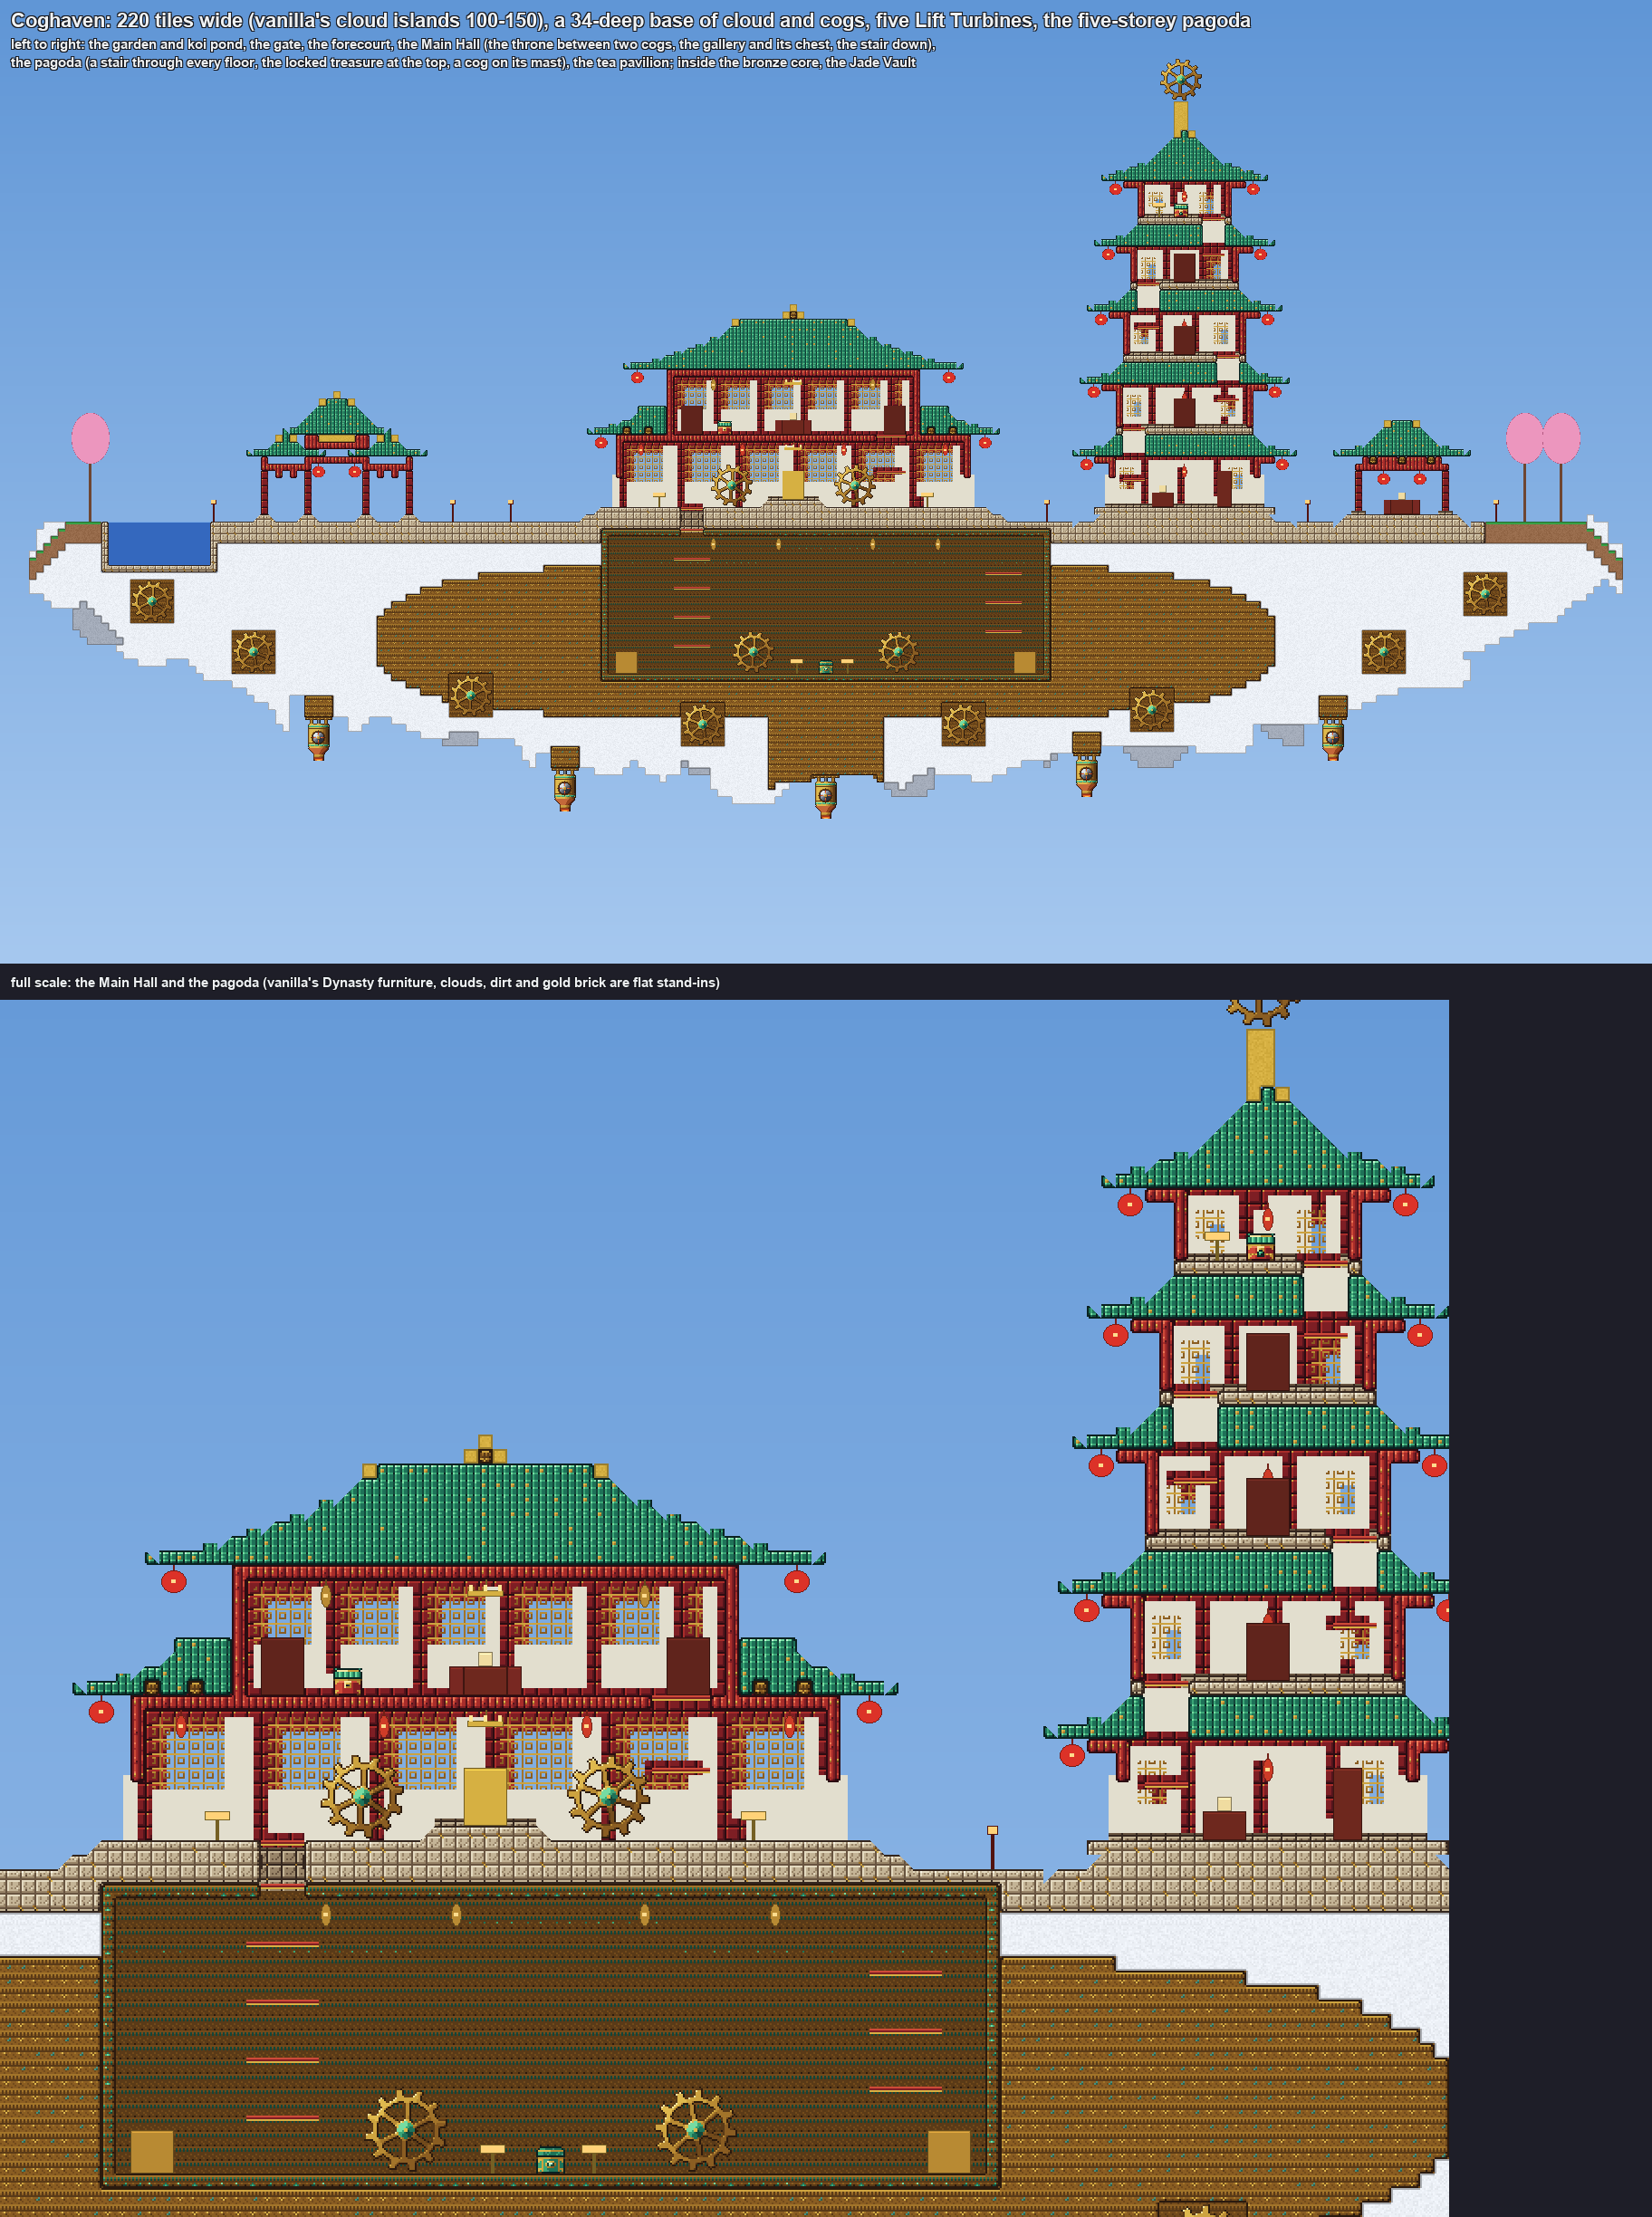 Coghaven: 220 tiles wide (vanilla's cloud islands 100-150), a 34-deep base of cloud and cogs, five Lift Turbines, the five-storey pagoda
left to right: the garden and koi pond, the gate, the forecourt, the Main Hall (the throne between two cogs, the gallery and its chest, the stair down),
the pagoda (a stair through every floor, the locked treasure at the top, a cog on its mast), the tea pavilion; inside the bronze core, the Jade Vault
full scale: the Main Hall and the pagoda (vanilla's Dynasty furniture, clouds, dirt and gold brick are flat stand-ins)